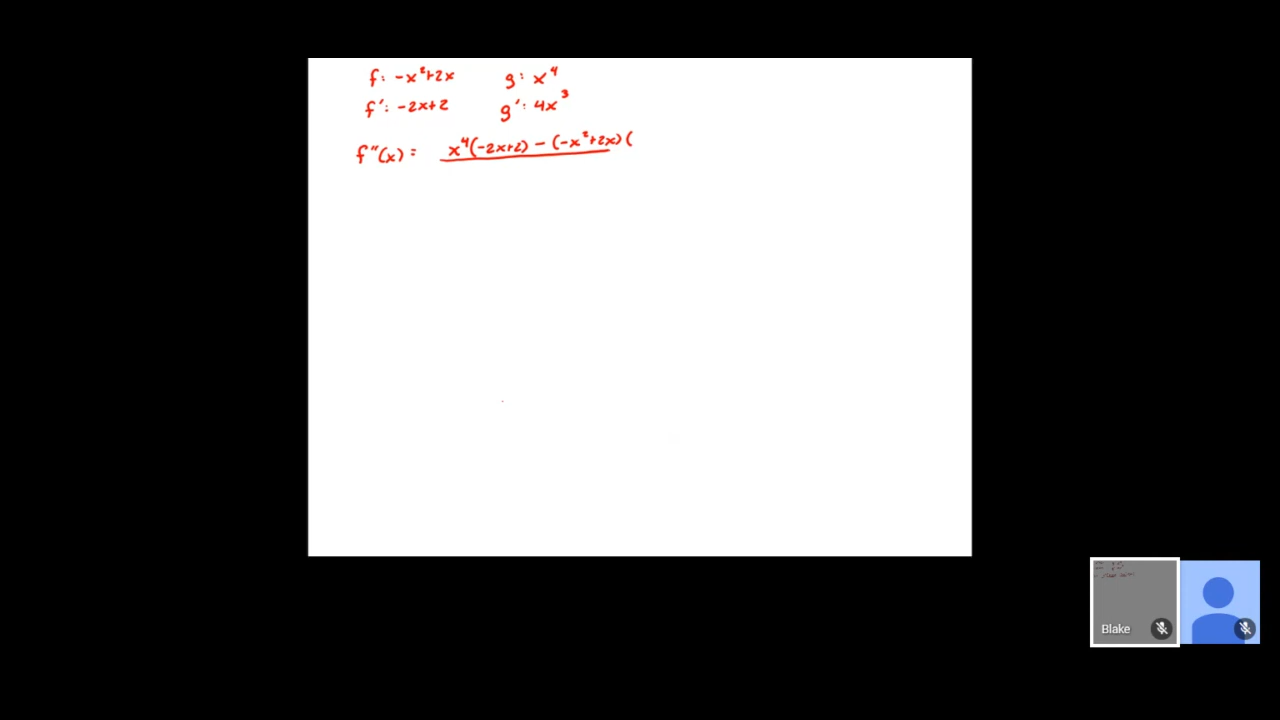 f: -x²+2x g: x⁴
f': -2x+2 g': 4x³
f"(x) = x⁴(-2x+2) - (-x²+2x)(
Blake